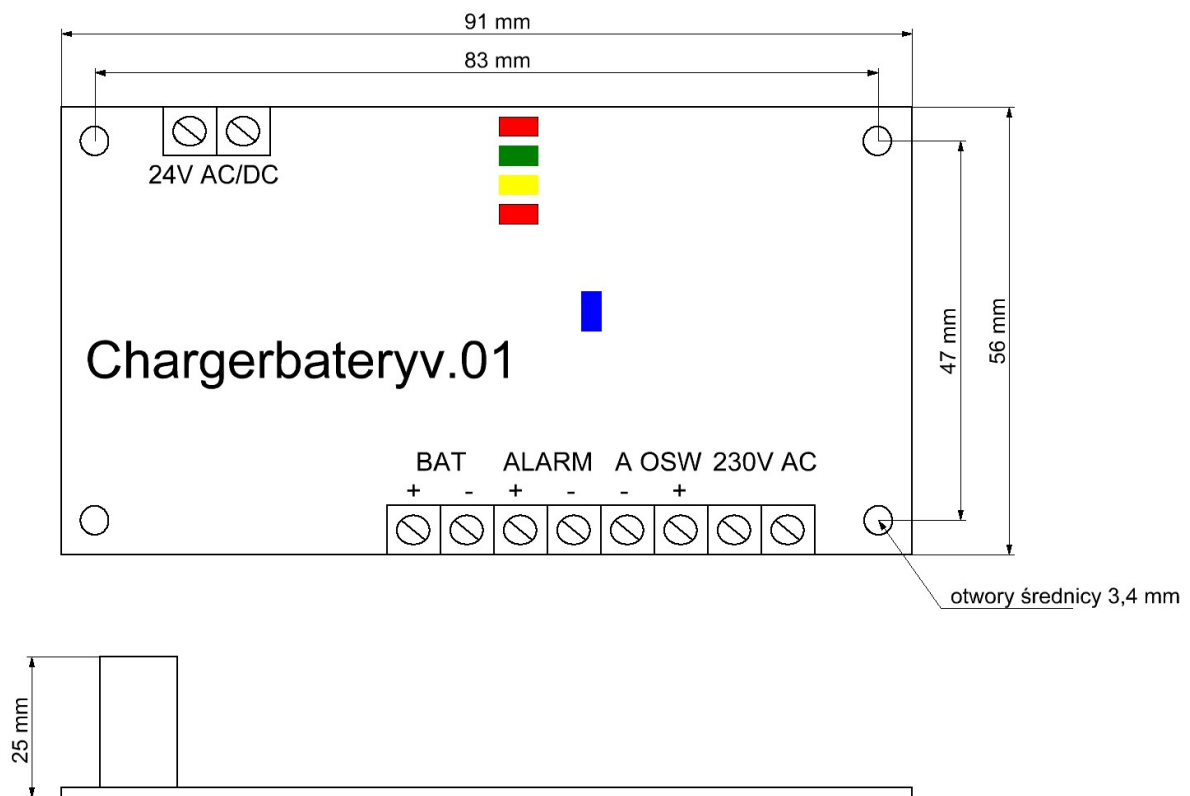 91 mm
83 mm
24V AC/DC
47 mm
56 mm
Chargerbateryv.01
BAT ALARM A OSW 230V AC
+ - + - - +
otwory średnicy 3,4 mm
25 mm